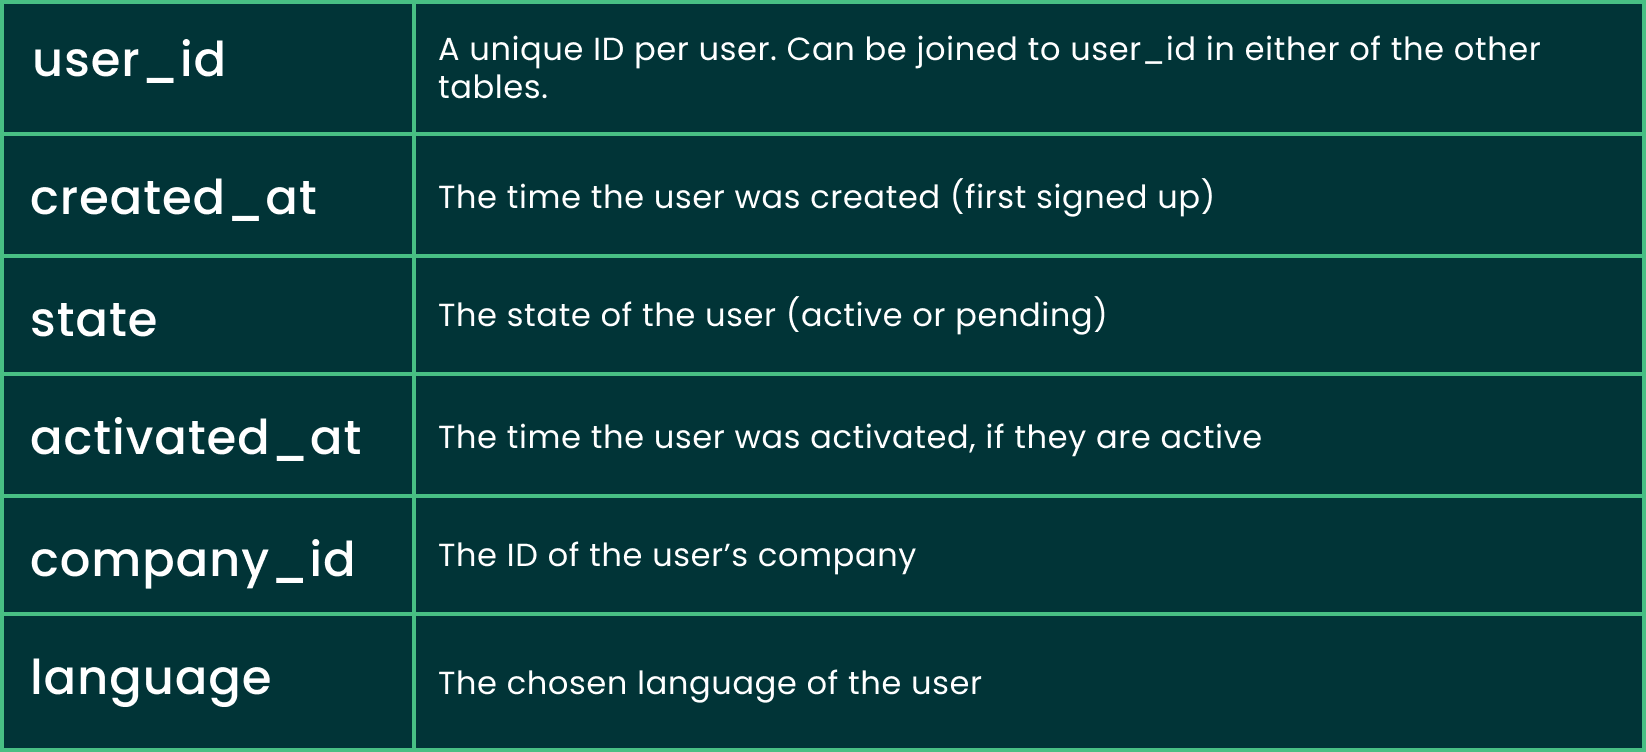 user_id
A unique ID per user. Can be joined to user_id in either of the other
tables.
created_at
The time the user was created (first signed up)
state
The state of the user (active or pending)
activated_at
The time the user was activated, if they are active
company_id
The ID of the user’s company
language
The chosen language of the user